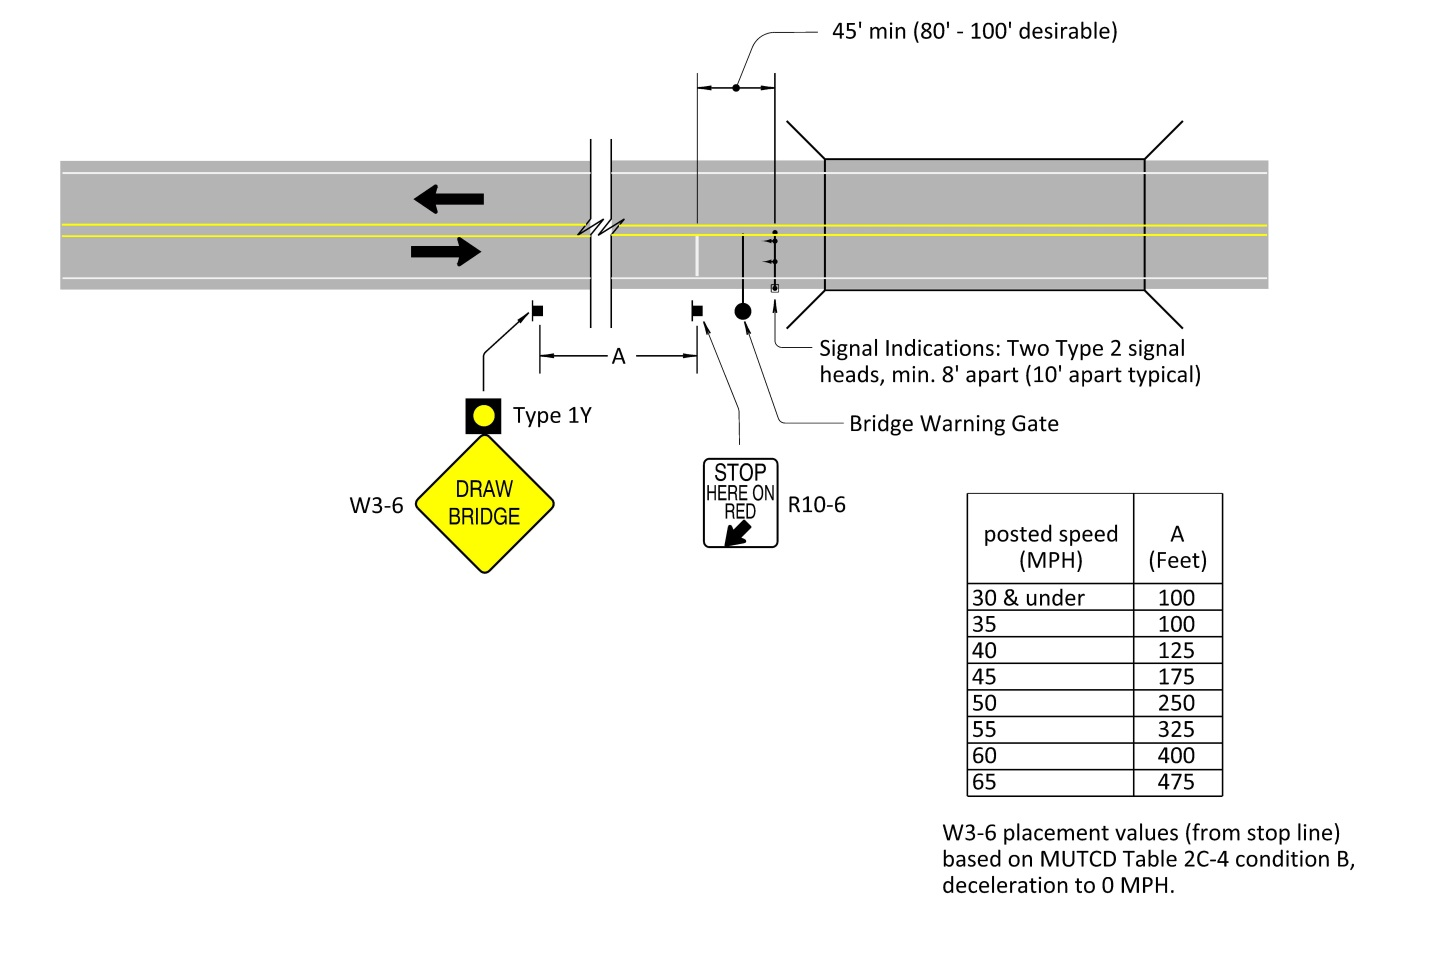 45' min (80' - 100' desirable)
A
Signal Indications: Two Type 2 signal
heads, min. 8' apart (10' apart typical)
Type 1Y
Bridge Warning Gate
W3-6
DRAW
BRIDGE
STOP
HERE ON
RED
R10-6
posted speed
(MPH)
A
(Feet)
30 & under 100
35 100
40 125
45 175
50 250
55 325
60 400
65 475
W3-6 placement values (from stop line)
based on MUTCD Table 2C-4 condition B,
deceleration to 0 MPH.